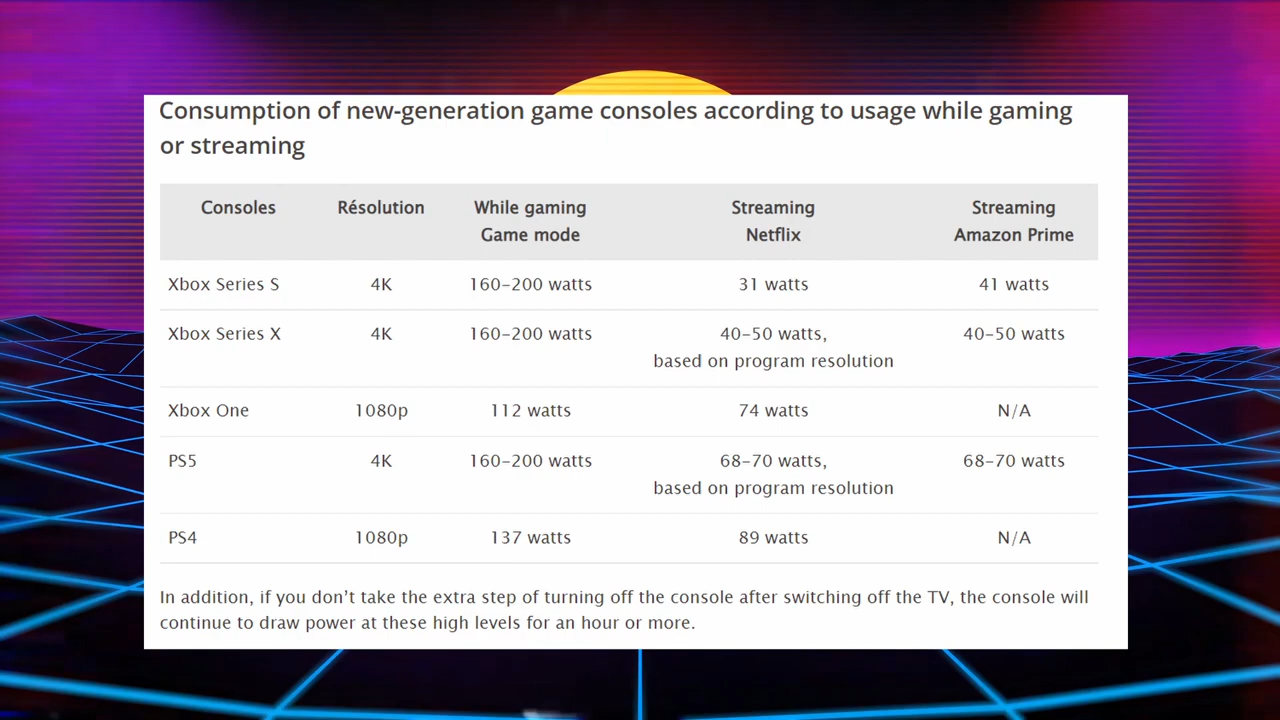 Consumption of new-generation game consoles according to usage while gaming
or streaming
Consoles Résolution While gaming Streaming Streaming
Game mode Netflix Amazon Prime
Xbox Series S 4K 160–200 watts 31 watts 41 watts
Xbox Series X 4K 160–200 watts 40–50 watts, 40–50 watts
based on program resolution
Xbox One 1080p 112 watts 74 watts N/A
PS5 4K 160–200 watts 68–70 watts, 68–70 watts
based on program resolution
PS4 1080p 137 watts 89 watts N/A
In addition, if you don’t take the extra step of turning off the console after switching off the TV, the console will
continue to draw power at these high levels for an hour or more.